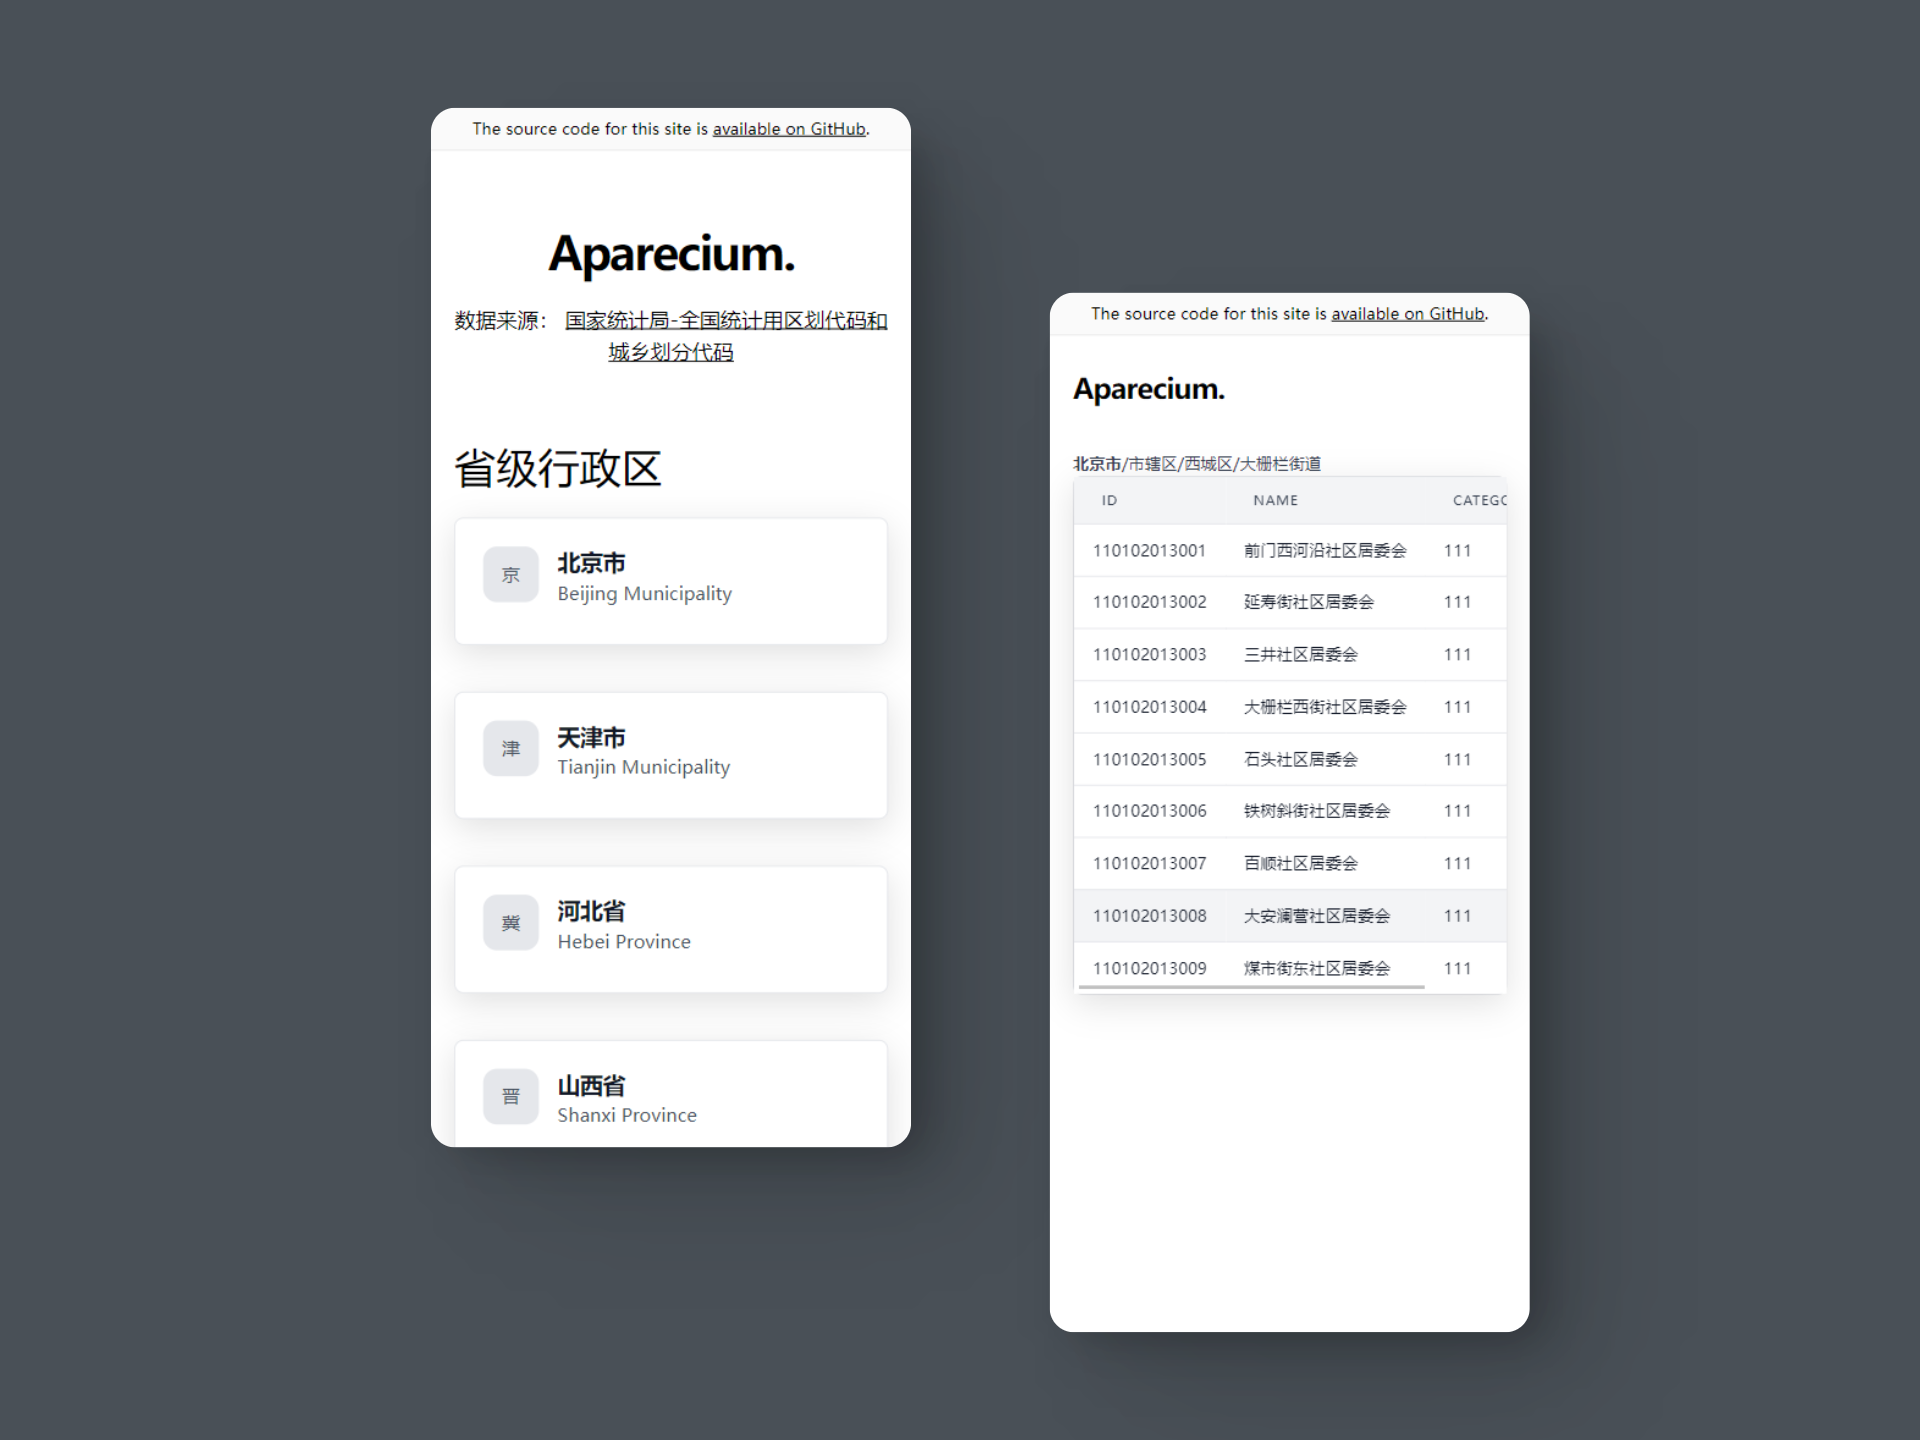 The source code for this site is available on GitHub.
Aparecium.
数据来源： 国家统计局-全国统计用区划代码和
城乡划分代码
省级行政区
京
北京市
Beijing Municipality
津
天津市
Tianjin Municipality
冀
河北省
Hebei Province
晋
山西省
Shanxi Province
The source code for this site is available on GitHub.
Aparecium.
北京市/市辖区/西城区/大栅栏街道
ID NAME CATEGO
110102013001 前门西河沿社区居委会 111
110102013002 延寿街社区居委会 111
110102013003 三井社区居委会 111
110102013004 大栅栏西街社区居委会 111
110102013005 石头社区居委会 111
110102013006 铁树斜街社区居委会 111
110102013007 百顺社区居委会 111
110102013008 大安澜营社区居委会 111
110102013009 煤市街东社区居委会 111